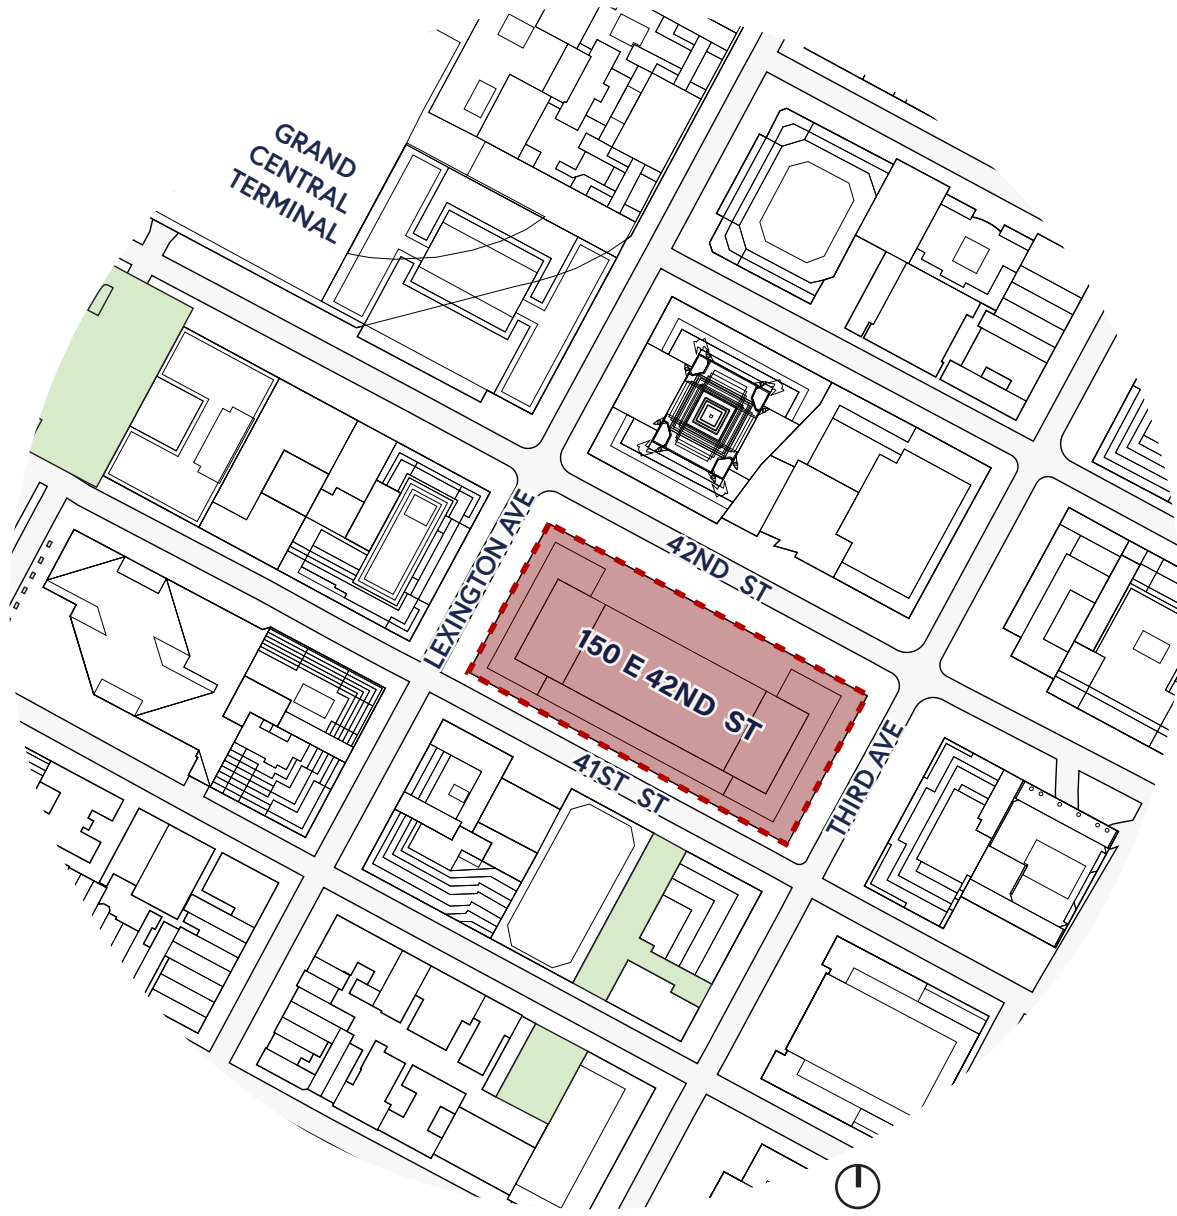 GRAND
CENTRAL
TERMINAL
LEXINGTON AVE
42ND ST
150 E 42ND ST
41ST ST
THIRD AVE